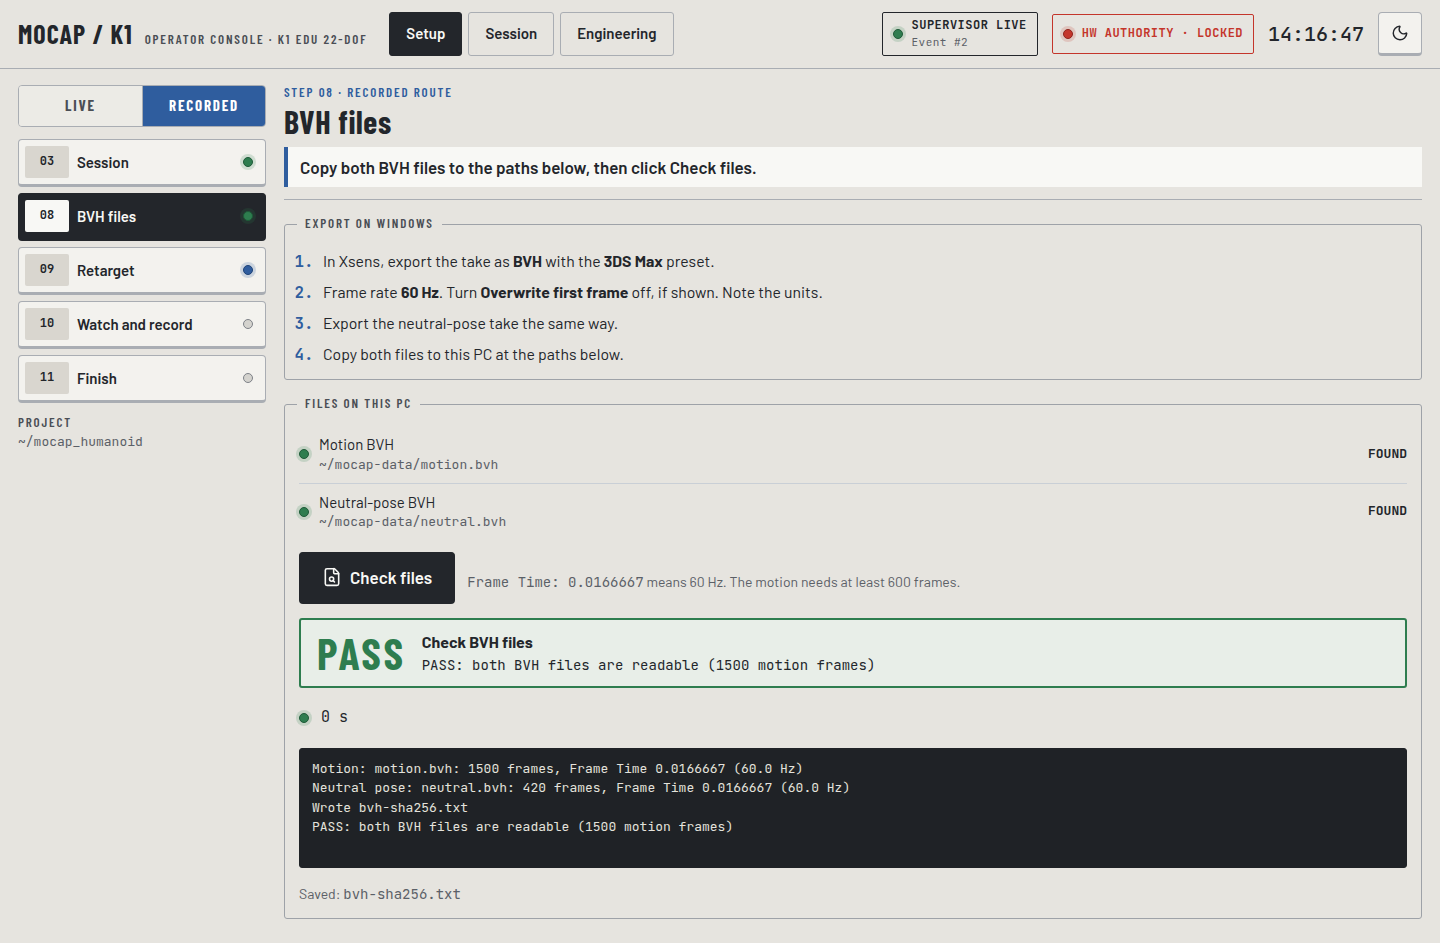 MOCAP / K1
OPERATOR CONSOLE · K1 EDU 22-DOF
Setup
Session
Engineering
SUPERVISOR LIVE
Event #2
HW AUTHORITY · LOCKED
14:16:47
LIVE
RECORDED
03
Session
08
BVH files
09
Retarget
10
Watch and record
11
Finish
PROJECT
~/mocap_humanoid
STEP 08 · RECORDED ROUTE
BVH files
Copy both BVH files to the paths below, then click Check files.
EXPORT ON WINDOWS
1. In Xsens, export the take as BVH with the 3DS Max preset.
2. Frame rate 60 Hz. Turn Overwrite first frame off, if shown. Note the units.
3. Export the neutral-pose take the same way.
4. Copy both files to this PC at the paths below.
FILES ON THIS PC
Motion BVH
~/mocap-data/motion.bvh
FOUND
Neutral-pose BVH
~/mocap-data/neutral.bvh
FOUND
Check files
Frame Time: 0.0166667 means 60 Hz. The motion needs at least 600 frames.
PASS
Check BVH files
PASS: both BVH files are readable (1500 motion frames)
0 s
Motion: motion.bvh: 1500 frames, Frame Time 0.0166667 (60.0 Hz)
Neutral pose: neutral.bvh: 420 frames, Frame Time 0.0166667 (60.0 Hz)
Wrote bvh-sha256.txt
PASS: both BVH files are readable (1500 motion frames)
Saved: bvh-sha256.txt